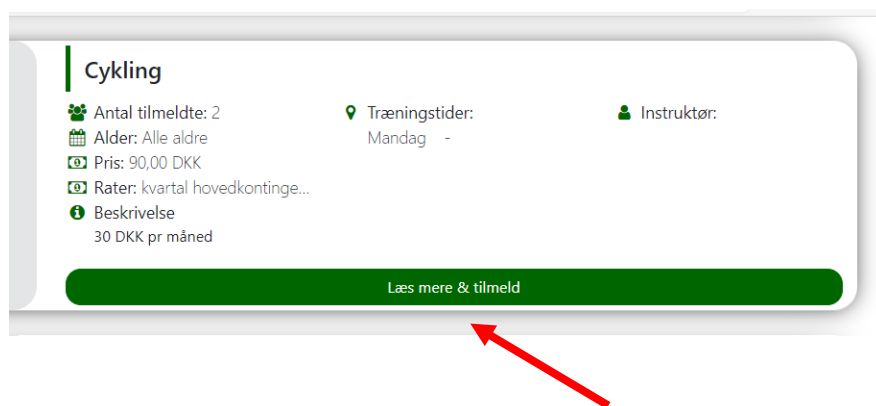 Cykling
Antal tilmeldte: 2
Alder: Alle aldre
Pris: 90,00 DKK
Rater: kvartal hovedkontinge...
Beskrivelse
30 DKK pr måned
Træningstider:
Mandag -
Instruktør:
Læs mere & tilmeld